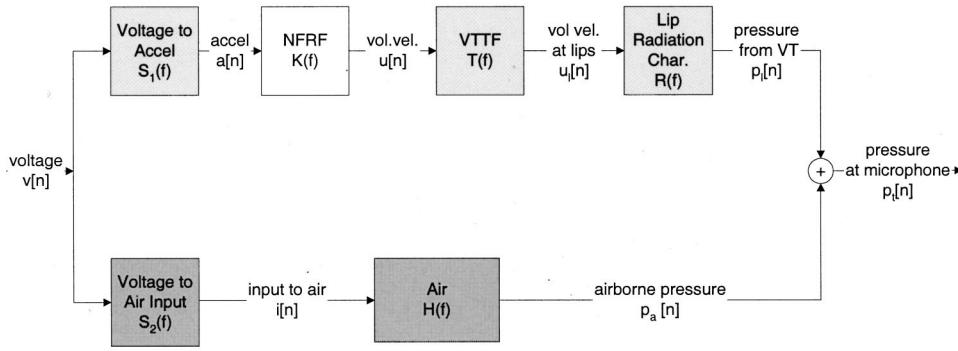 Voltage to
Accel
S₁(f)
accel
a[n]
NFRF
K(f)
vol.vel.
u[n]
VTTF
T(f)
vol vel.
at lips
uₗ[n]
Lip
Radiation
Char.
R(f)
pressure
from VT
pₗ[n]
voltage
v[n]
+
pressure
at microphone
pₜ[n]
Voltage to
Air Input
S₂(f)
input to air
i[n]
Air
H(f)
airborne pressure
pₐ [n]